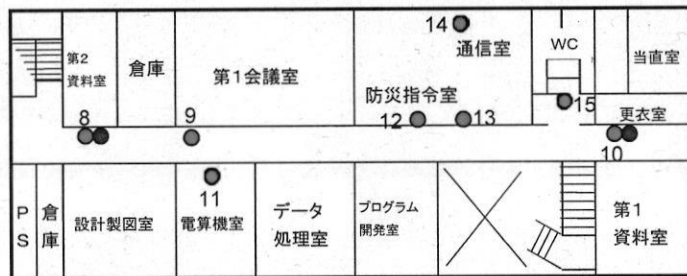 14
通信室
WC
第2
資料室
倉庫
第1会議室
当直室
防災指令室
8
9
12
13
15
更衣室
10
11
PS
倉庫
設計製図室
電算機室
データ
処理室
プログラム
開発室
第1
資料室